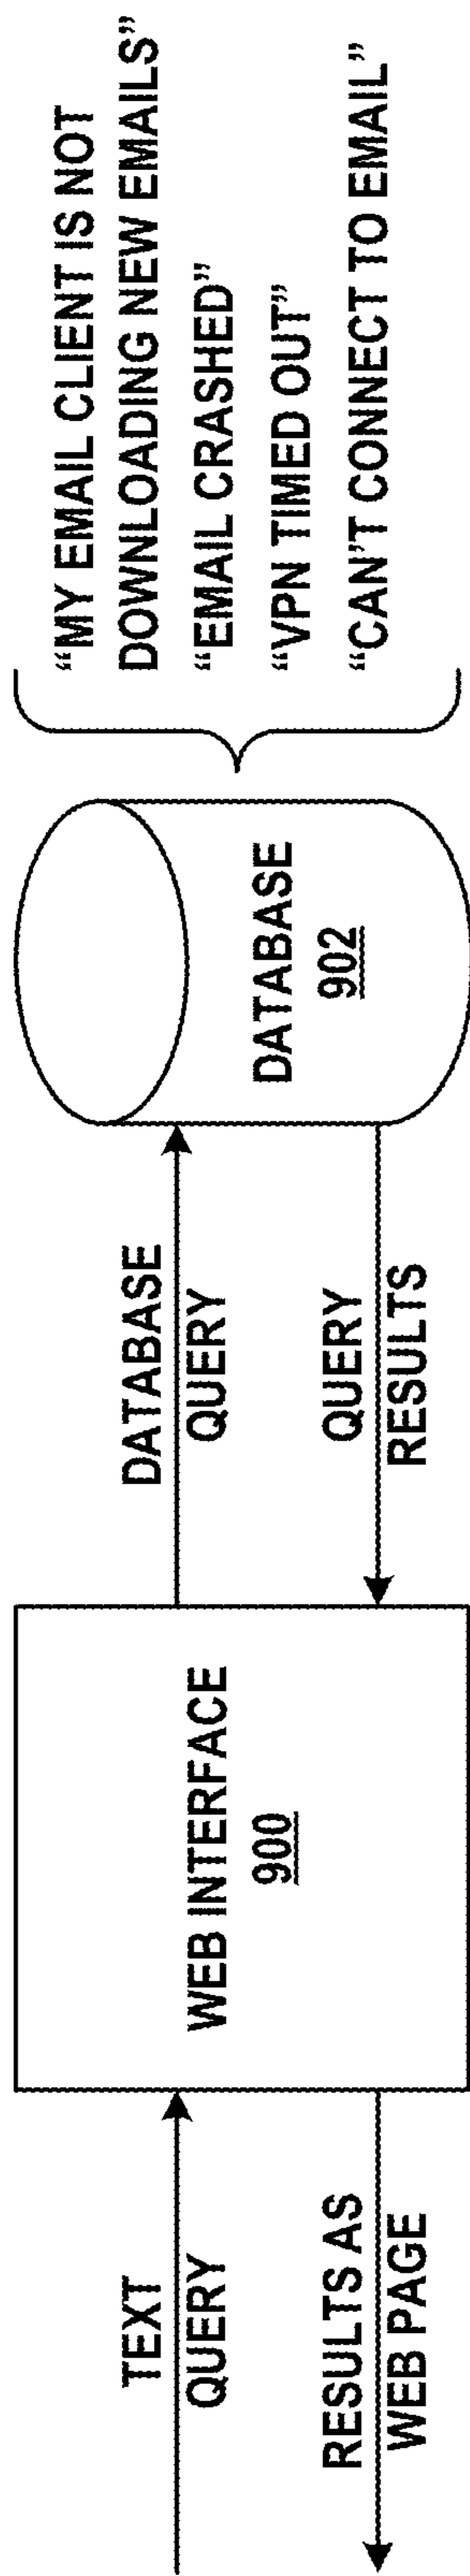 TEXT
QUERY
RESULTS AS
WEB PAGE
WEB INTERFACE
900
DATABASE
QUERY
QUERY
RESULTS
DATABASE
902
“MY EMAIL CLIENT IS NOT
DOWNLOADING NEW EMAILS”
“EMAIL CRASHED”
“VPN TIMED OUT”
“CAN’T CONNECT TO EMAIL”